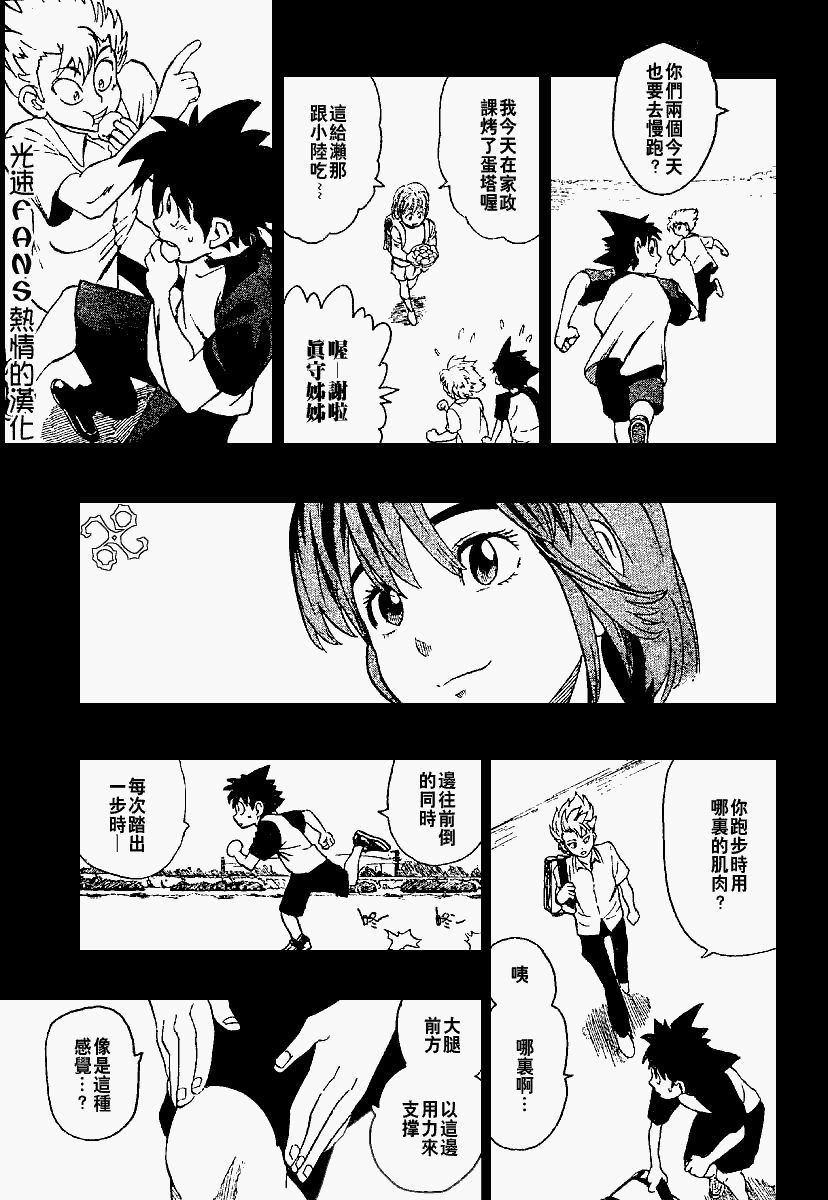 你們兩個今天
也要去慢跑?
我今天在家政
課烤了蛋塔喔
這給瀨那
跟小陸吃~
喔—謝啦
真守姊姊
光速FANS熱情的漢化
你跑步時用
哪裏的肌肉?
咦
哪裏啊…
邊往前倒
的同時
每次踏出
一步時—
大腿
前方
以這邊
用力來
支撐
像是這種
感覺…?